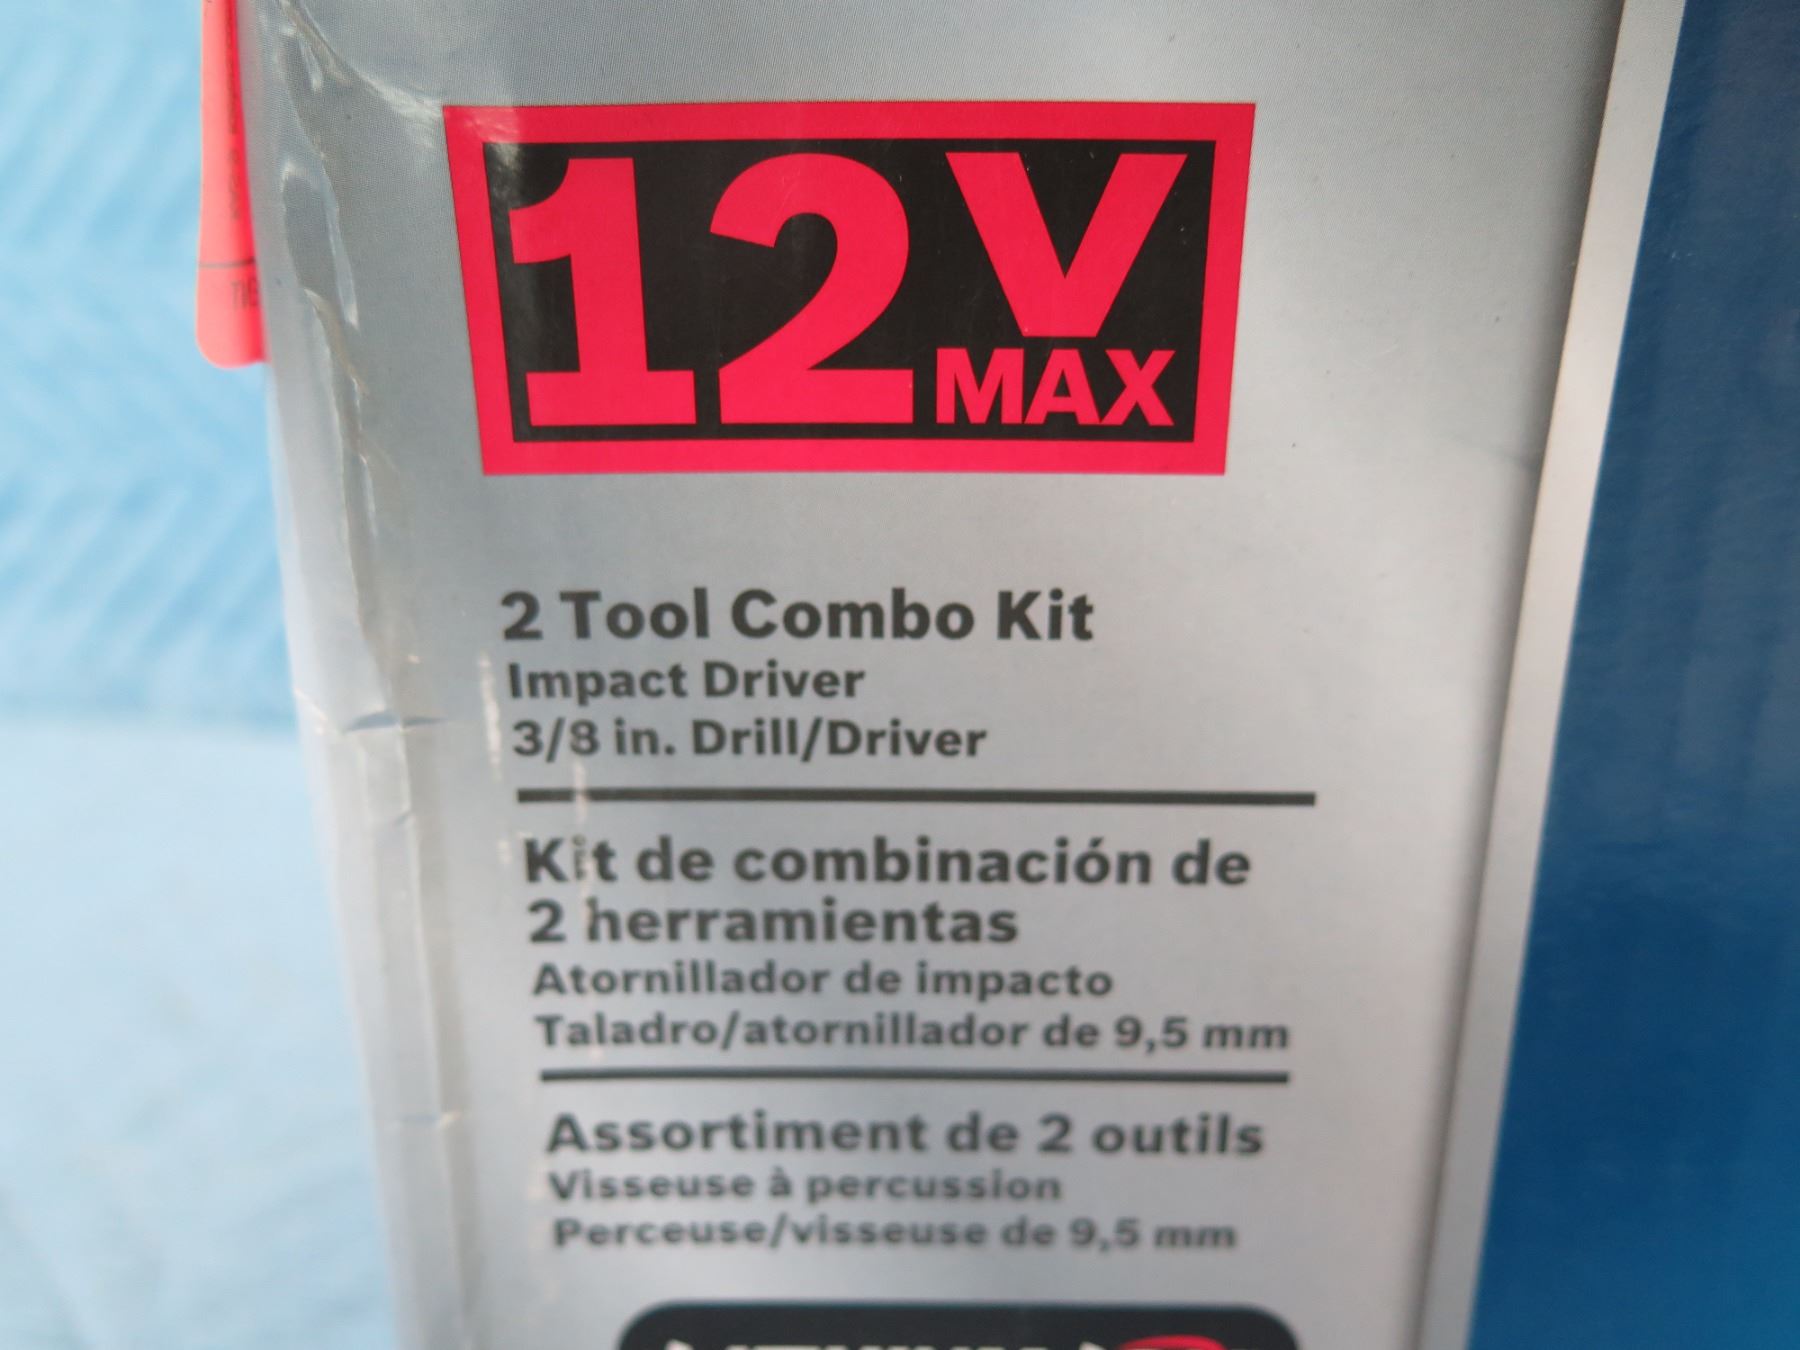 12V
MAX
2 Tool Combo Kit
Impact Driver
3/8 in. Drill/Driver
Kit de combinación de
2 herramientas
Atornillador de impacto
Taladro/atornillador de 9,5 mm
Assortiment de 2 outils
Visseuse à percussion
Perceuse/visseuse de 9,5 mm